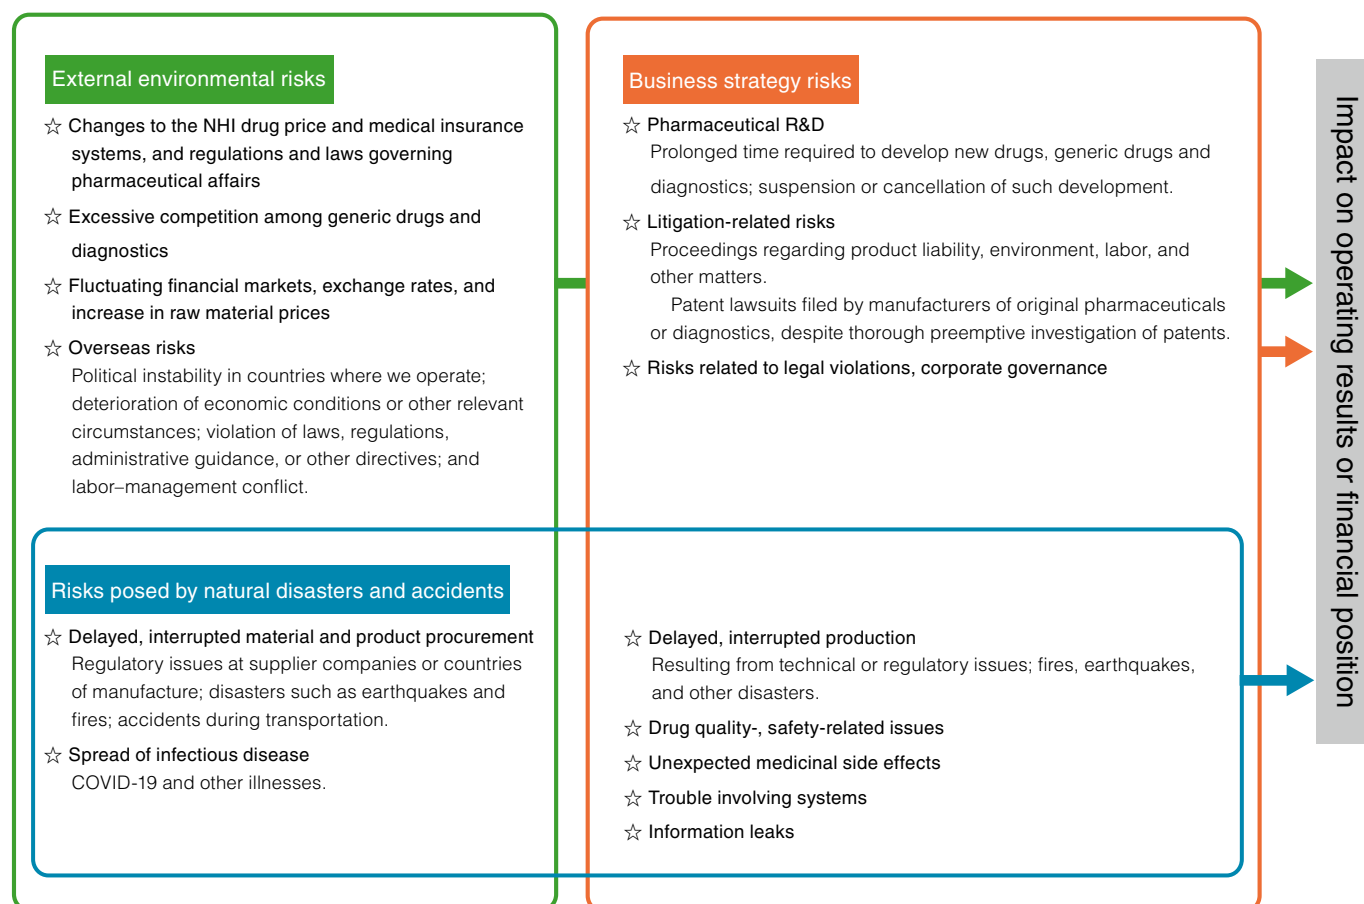 External environmental risks
☆ Changes to the NHI drug price and medical insurance
systems, and regulations and laws governing
pharmaceutical affairs
☆ Excessive competition among generic drugs and
diagnostics
☆ Fluctuating financial markets, exchange rates, and
increase in raw material prices
☆ Overseas risks
Political instability in countries where we operate;
deterioration of economic conditions or other relevant
circumstances; violation of laws, regulations,
administrative guidance, or other directives; and
labor–management conflict.
Business strategy risks
☆ Pharmaceutical R&D
Prolonged time required to develop new drugs, generic drugs and
diagnostics; suspension or cancellation of such development.
☆ Litigation-related risks
Proceedings regarding product liability, environment, labor, and
other matters.
Patent lawsuits filed by manufacturers of original pharmaceuticals
or diagnostics, despite thorough preemptive investigation of patents.
☆ Risks related to legal violations, corporate governance
Risks posed by natural disasters and accidents
☆ Delayed, interrupted material and product procurement
Regulatory issues at supplier companies or countries
of manufacture; disasters such as earthquakes and
fires; accidents during transportation.
☆ Spread of infectious disease
COVID-19 and other illnesses.
☆ Delayed, interrupted production
Resulting from technical or regulatory issues; fires, earthquakes,
and other disasters.
☆ Drug quality-, safety-related issues
☆ Unexpected medicinal side effects
☆ Trouble involving systems
☆ Information leaks
Impact on operating results or financial position